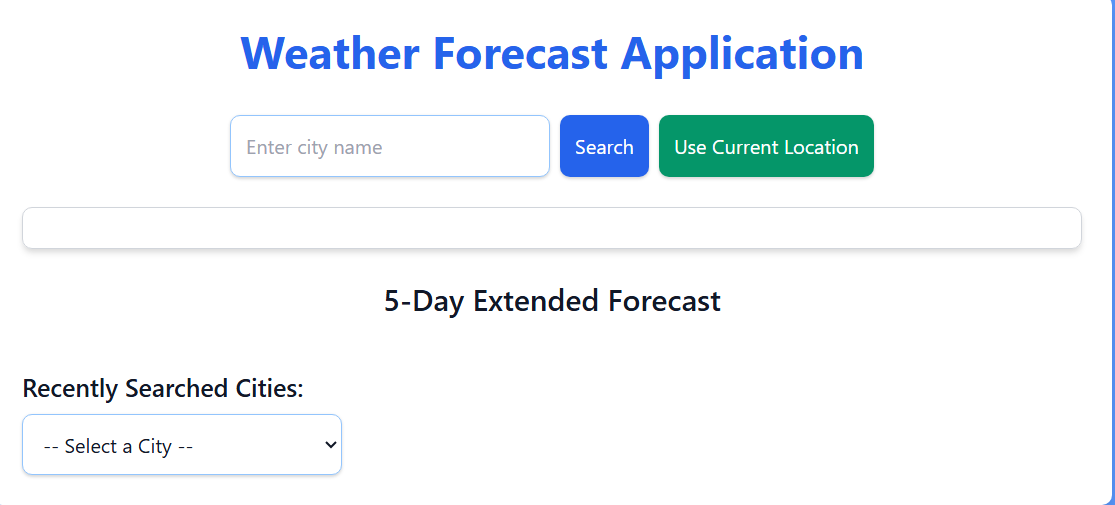 Weather Forecast Application
Enter city name
Search
Use Current Location
5-Day Extended Forecast
Recently Searched Cities:
-- Select a City --